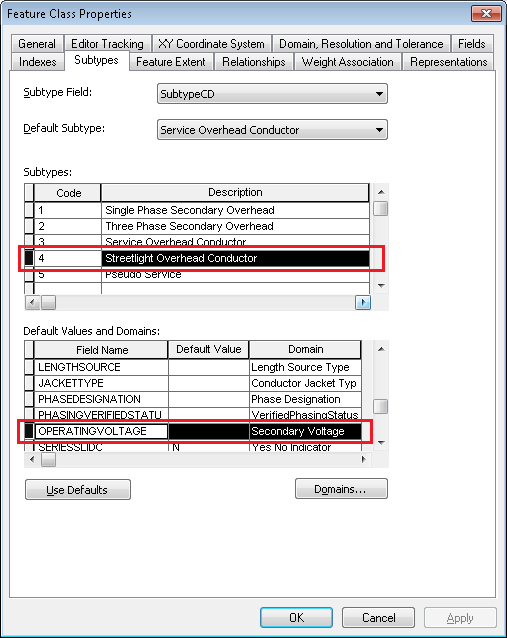 Feature Class Properties
General Editor Tracking XY Coordinate System Domain, Resolution and Tolerance Fields
Indexes Subtypes Feature Extent Relationships Weight Association Representations
Subtype Field: SubtypeCD
Default Subtype: Service Overhead Conductor
Subtypes:
Code Description
1 Single Phase Secondary Overhead
2 Three Phase Secondary Overhead
3 Service Overhead Conductor
4 Streetlight Overhead Conductor
5 Pseudo Service
Default Values and Domains:
Field Name Default Value Domain
LENGTHSOURCE Length Source Type
JACKETTYPE Conductor Jacket Typ
PHASEDESIGNATION Phase Designation
PHASINGVERIFIEDSTATU VerifiedPhasingStatus
OPERATINGVOLTAGE Secondary Voltage
SERIESSLIDC N Yes No Indicator
Use Defaults Domains...
OK Cancel Apply